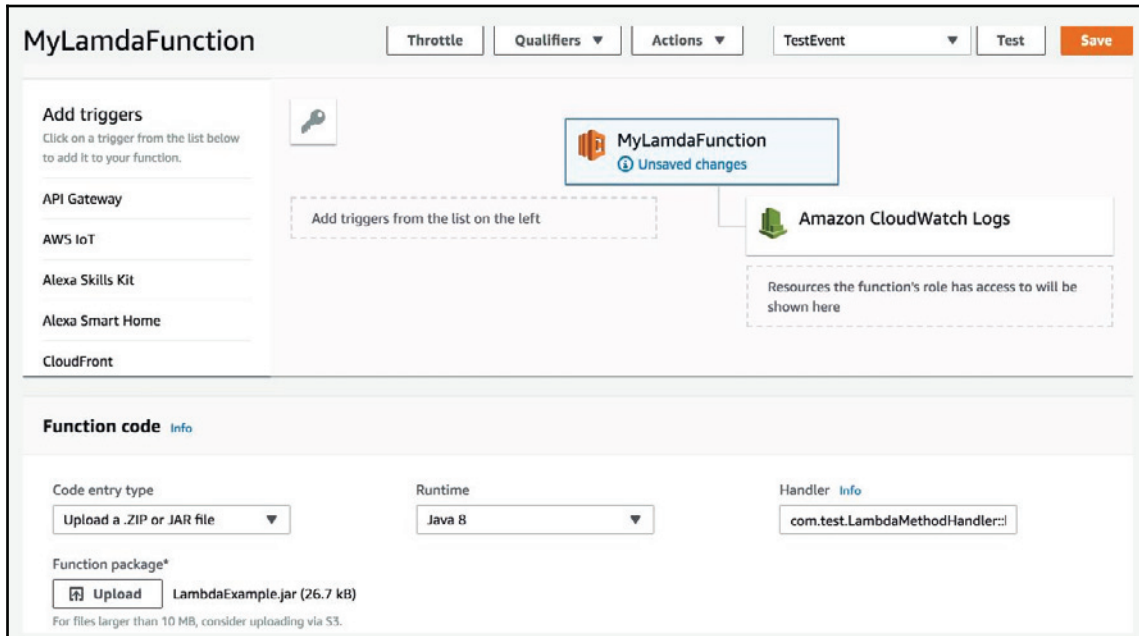 MyLamdaFunction
Throttle
Qualifiers
Actions
TestEvent
Test
Save
Add triggers
Click on a trigger from the list below
to add it to your function.
API Gateway
AWS IoT
Alexa Skills Kit
Alexa Smart Home
CloudFront
MyLamdaFunction
Unsaved changes
Add triggers from the list on the left
Amazon CloudWatch Logs
Resources the function's role has access to will be
shown here
Function code Info
Code entry type
Upload a .ZIP or JAR file
Runtime
Java 8
Handler Info
com.test.LambdaMethodHandler::
Function package*
Upload LambdaExample.jar (26.7 kB)
For files larger than 10 MB, consider uploading via S3.